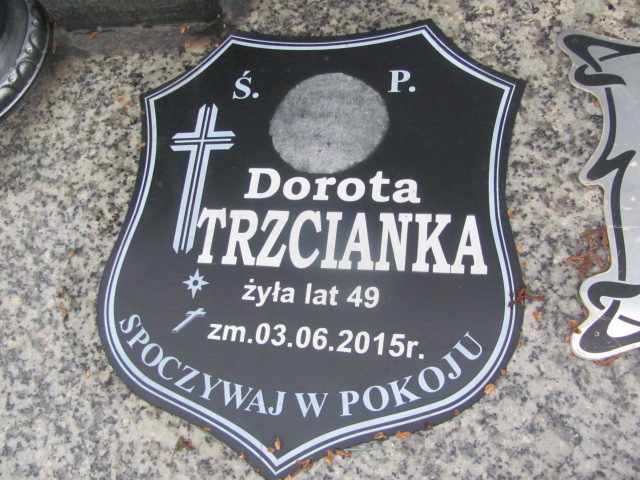 Ś. P.
Dorota
TRZCIANKA
żyła lat 49
zm.03.06.2015r.
SPOCZYWAJ W POKOJU